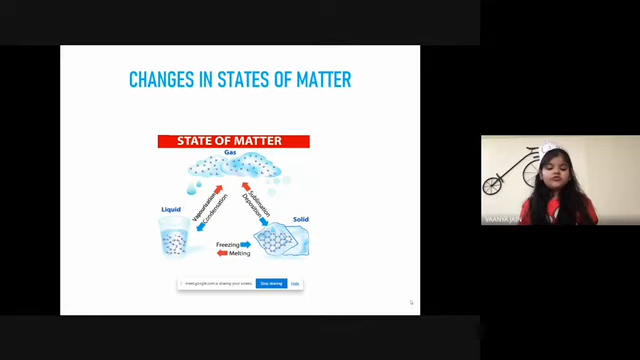 CHANGES IN STATES OF MATTER
STATE OF MATTER
Gas
Liquid
Vapourization
Condensation
Sublimation
Deposition
Solid
Freezing
Melting
meet.google.com is sharing your screen.
Stop sharing
Hide
VAANYA JAIN